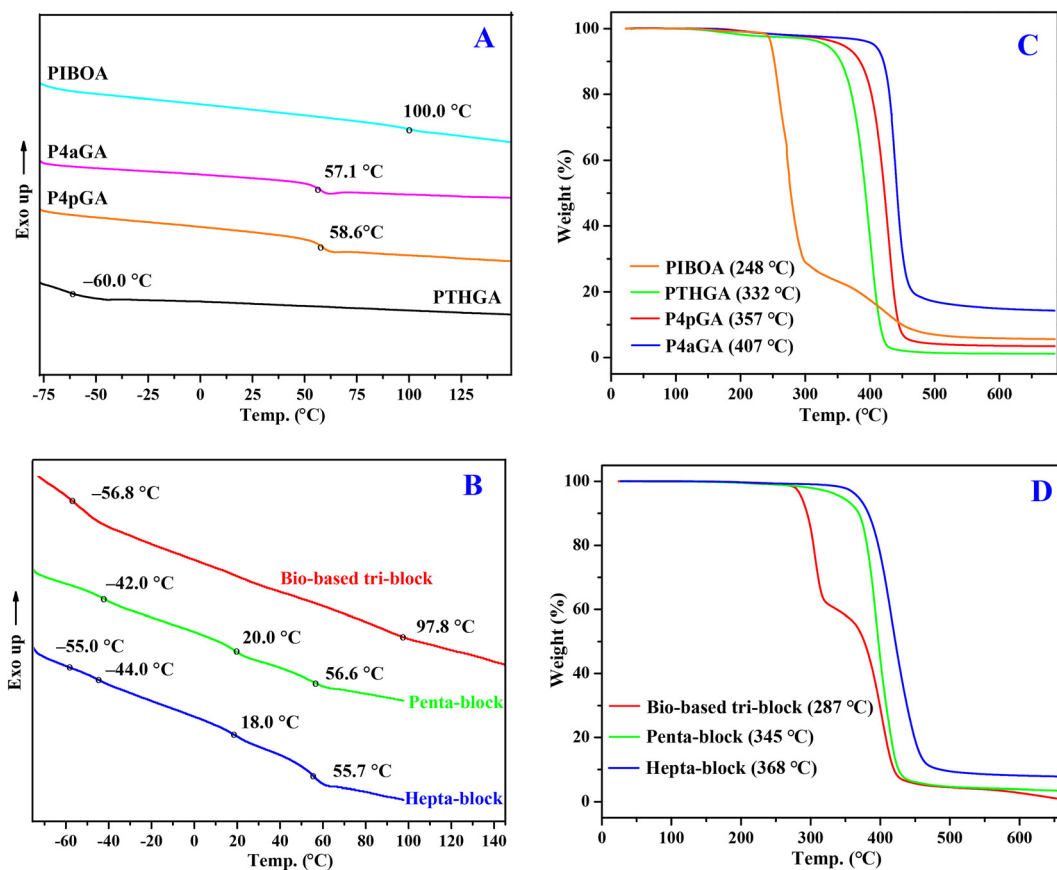 A
PIBOA
100.0 °C
P4aGA
57.1 °C
P4pGA
58.6°C
–60.0 °C
PTHGA
Exo up
-75 -50 -25 0 25 50 75 100 125
Temp. (°C)
C
100
80
60
40
20
0
Weight (%)
PIBOA (248 °C)
PTHGA (332 °C)
P4pGA (357 °C)
P4aGA (407 °C)
0 100 200 300 400 500 600
Temp. (°C)
B
–56.8 °C
Bio-based tri-block
–42.0 °C
97.8 °C
20.0 °C
–55.0 °C
56.6 °C
–44.0 °C
Penta-block
18.0 °C
55.7 °C
Hepta-block
Exo up
-60 -40 -20 0 20 40 60 80 100 120 140
Temp. (°C)
D
100
80
60
40
20
0
Weight (%)
Bio-based tri-block (287 °C)
Penta-block (345 °C)
Hepta-block (368 °C)
0 100 200 300 400 500 600
Temp. (°C)